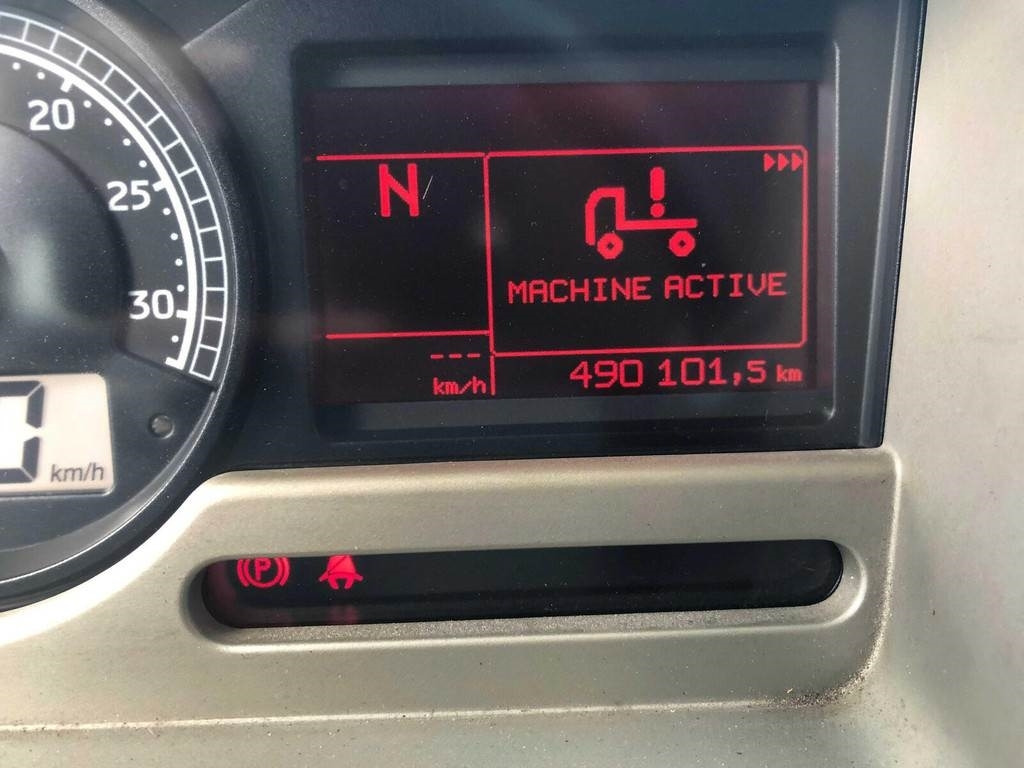 20
25
30
km/h
N
MACHINE ACTIVE
--- km/h
490 101,5 km
P